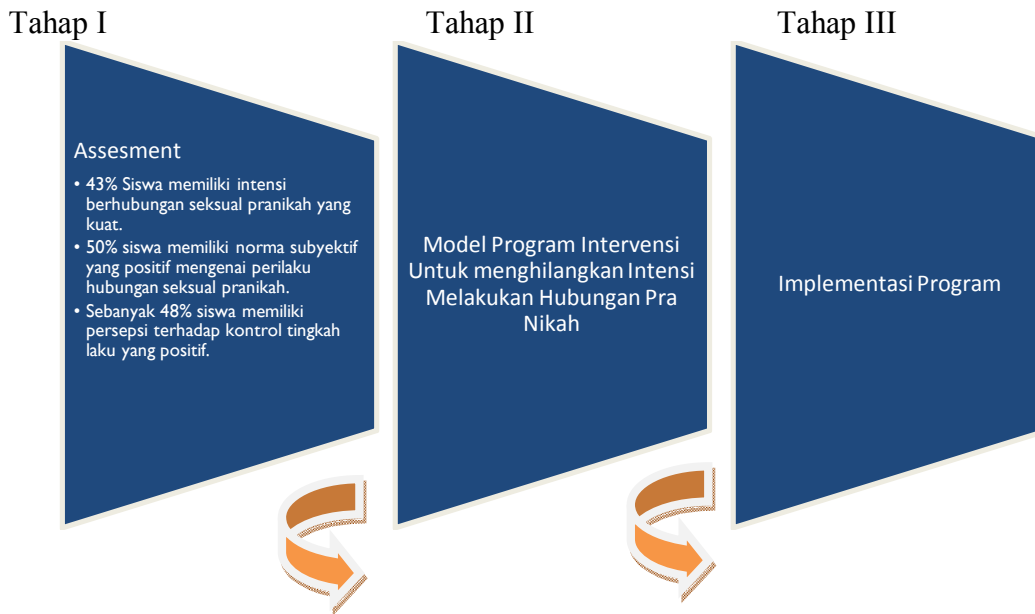 Tahap I
Tahap II
Tahap III
Assesment
• 43% Siswa memiliki intensi
berhubungan seksual pranikah yang
kuat.
• 50% siswa memiliki norma subyektif
yang positif mengenai perilaku
hubungan seksual pranikah.
• Sebanyak 48% siswa memiliki
persepsi terhadap kontrol tingkah
laku yang positif.
Model Program Intervensi
Untuk menghilangkan Intensi
Melakukan Hubungan Pra
Nikah
Implementasi Program